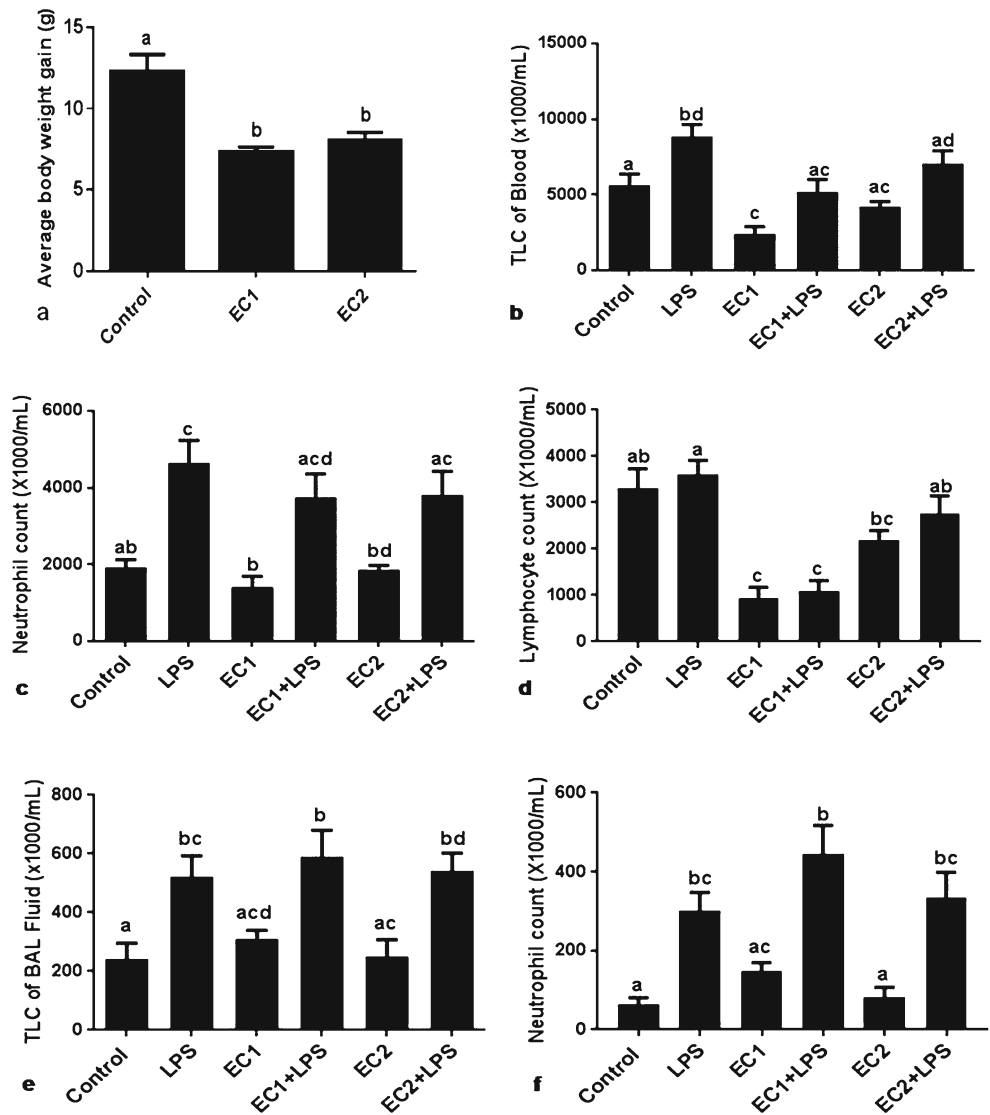 Average body weight gain (g)
15
10
5
0
a
b
b
Control
EC1
EC2
a
TLC of Blood (x1000/mL)
15000
10000
5000
0
a
bd
c
ac
ac
ad
Control
LPS
EC1
EC1+LPS
EC2
EC2+LPS
b
Neutrophil count (X1000/mL)
6000
4000
2000
0
ab
c
b
acd
bd
ac
Control
LPS
EC1
EC1+LPS
EC2
EC2+LPS
c
Lymphocyte count (X1000/mL)
5000
4000
3000
2000
1000
0
ab
a
c
c
bc
ab
Control
LPS
EC1
EC1+LPS
EC2
EC2+LPS
d
TLC of BAL Fluid (x1000/mL)
800
600
400
200
0
a
bc
acd
b
ac
bd
Control
LPS
EC1
EC1+LPS
EC2
EC2+LPS
e
Neutrophil count (X1000/mL)
600
400
200
0
a
bc
ac
b
a
bc
Control
LPS
EC1
EC1+LPS
EC2
EC2+LPS
f